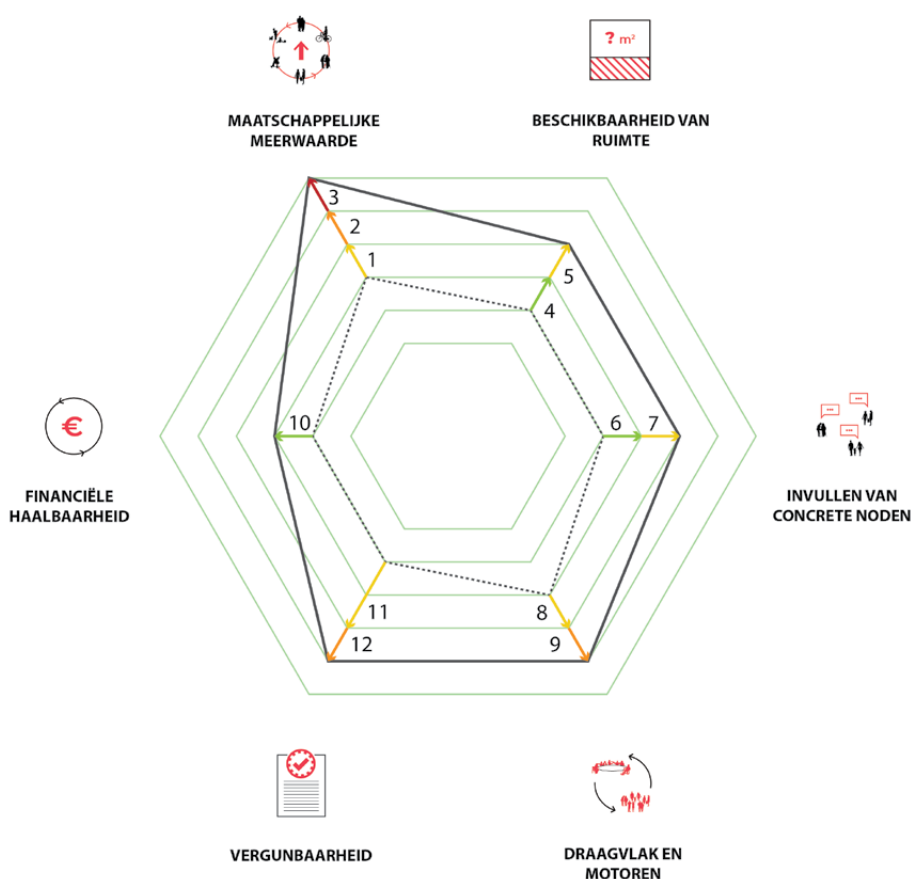 ? m²
MAATSCHAPPELIJKE
MEERWAARDE
BESCHIKBAARHEID VAN
RUIMTE
3
2
1
5
4
10
6
7
€
FINANCIËLE
HAALBAARHEID
INVULLEN VAN
CONCRETE NODEN
11
8
12
9
VERGUNBAARHEID
DRAAGVLAK EN
MOTOREN